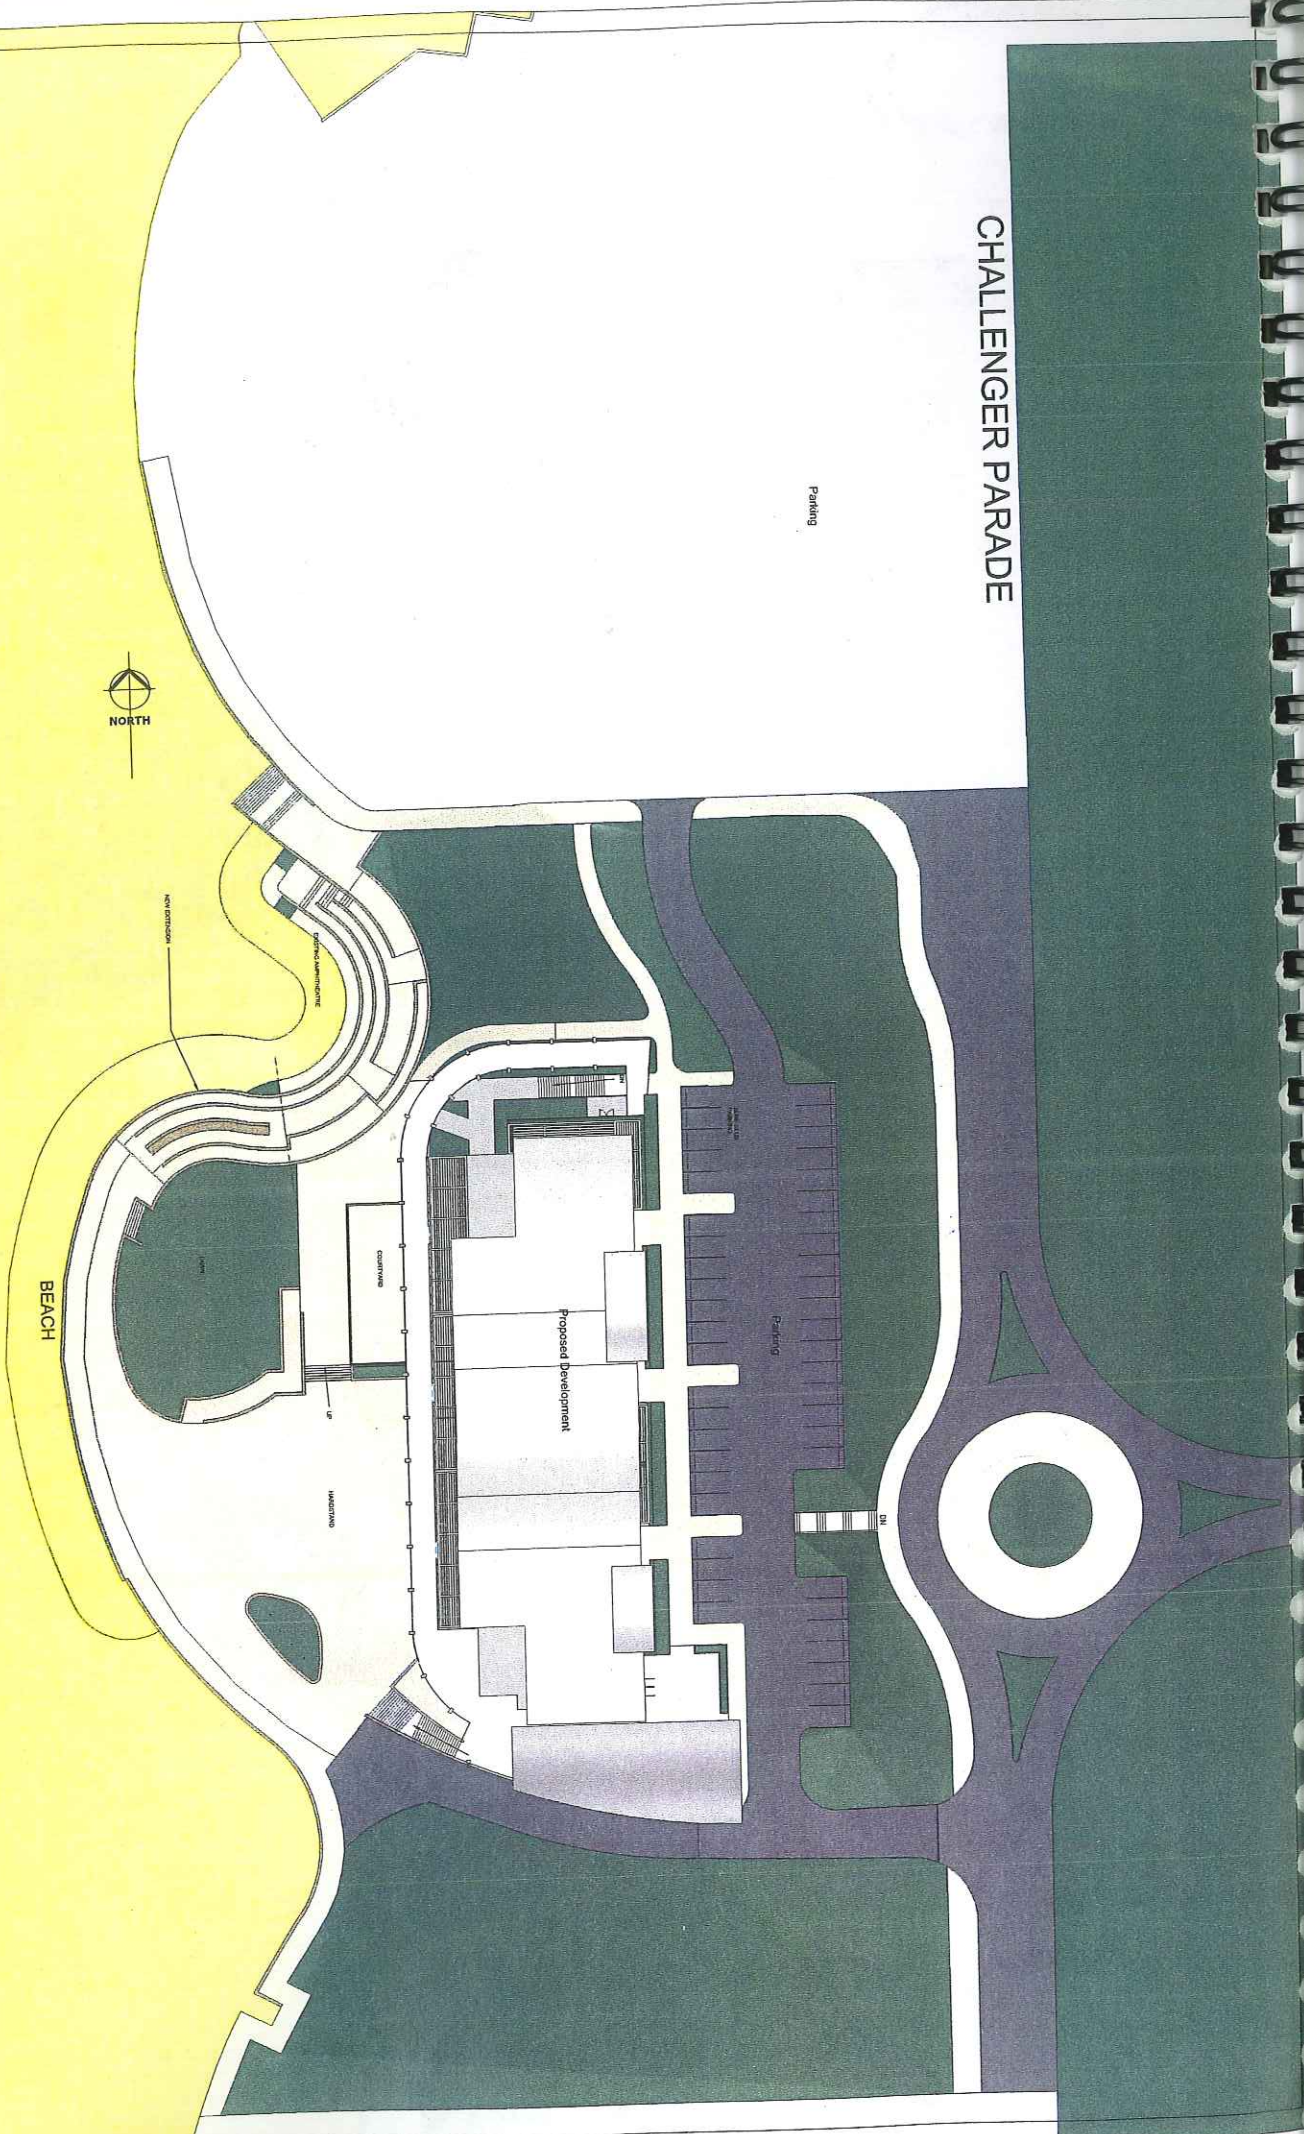 CHALLENGER PARADE
Parking
NORTH
NEW EXTENSION
EXISTING AMPHITHEATRE
DN
Parking
DN
Proposed Development
COURTYARD
UP
HARDSTAND
BEACH